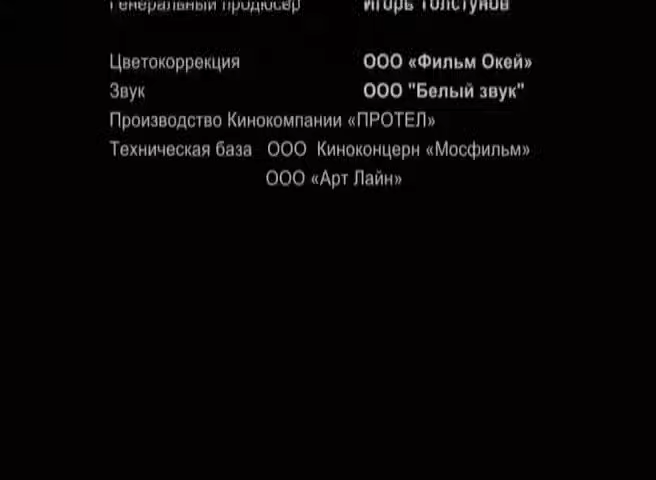 Генеральный продюсер Игорь Толстунов
Цветокоррекция ООО «Фильм Окей»
Звук ООО "Белый звук"
Производство Кинокомпании «ПРОТЕЛ»
Техническая база ООО Киноконцерн «Мосфильм»
ООО «Арт Лайн»